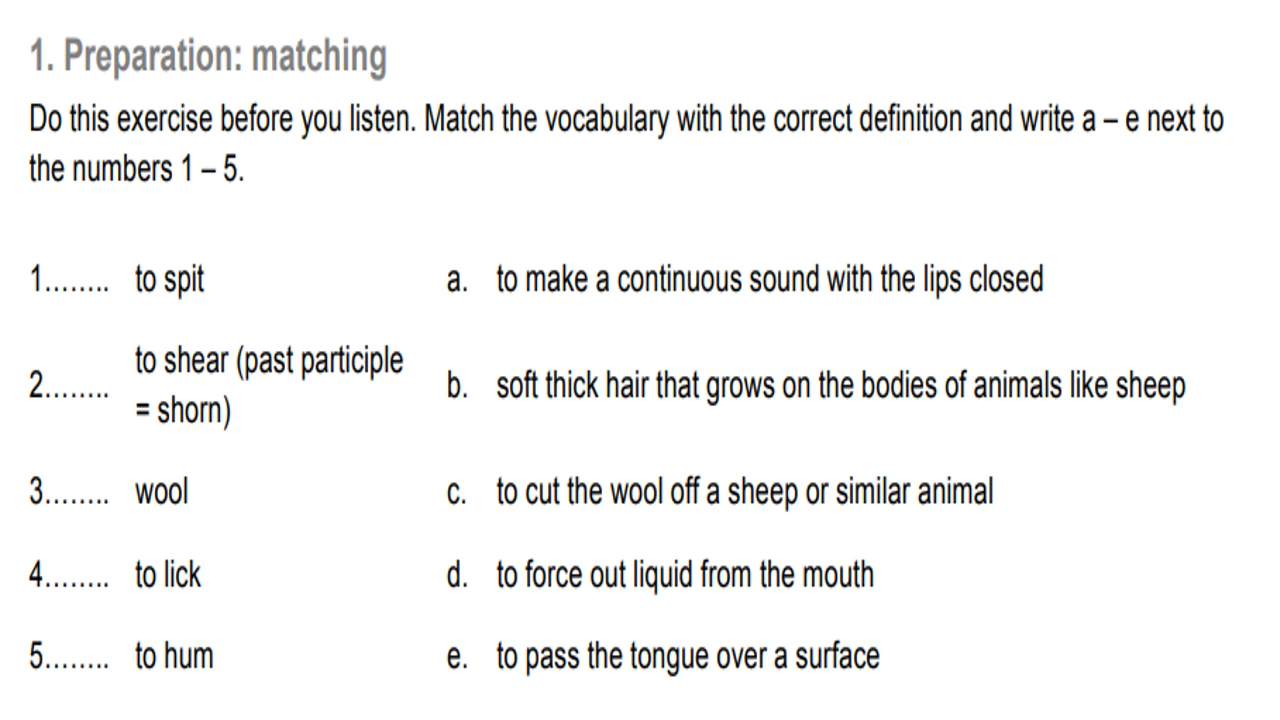 1. Preparation: matching
Do this exercise before you listen. Match the vocabulary with the correct definition and write a – e next to
the numbers 1 – 5.
1........ to spit a. to make a continuous sound with the lips closed
2........ to shear (past participle
= shorn) b. soft thick hair that grows on the bodies of animals like sheep
3........ wool c. to cut the wool off a sheep or similar animal
4........ to lick d. to force out liquid from the mouth
5........ to hum e. to pass the tongue over a surface